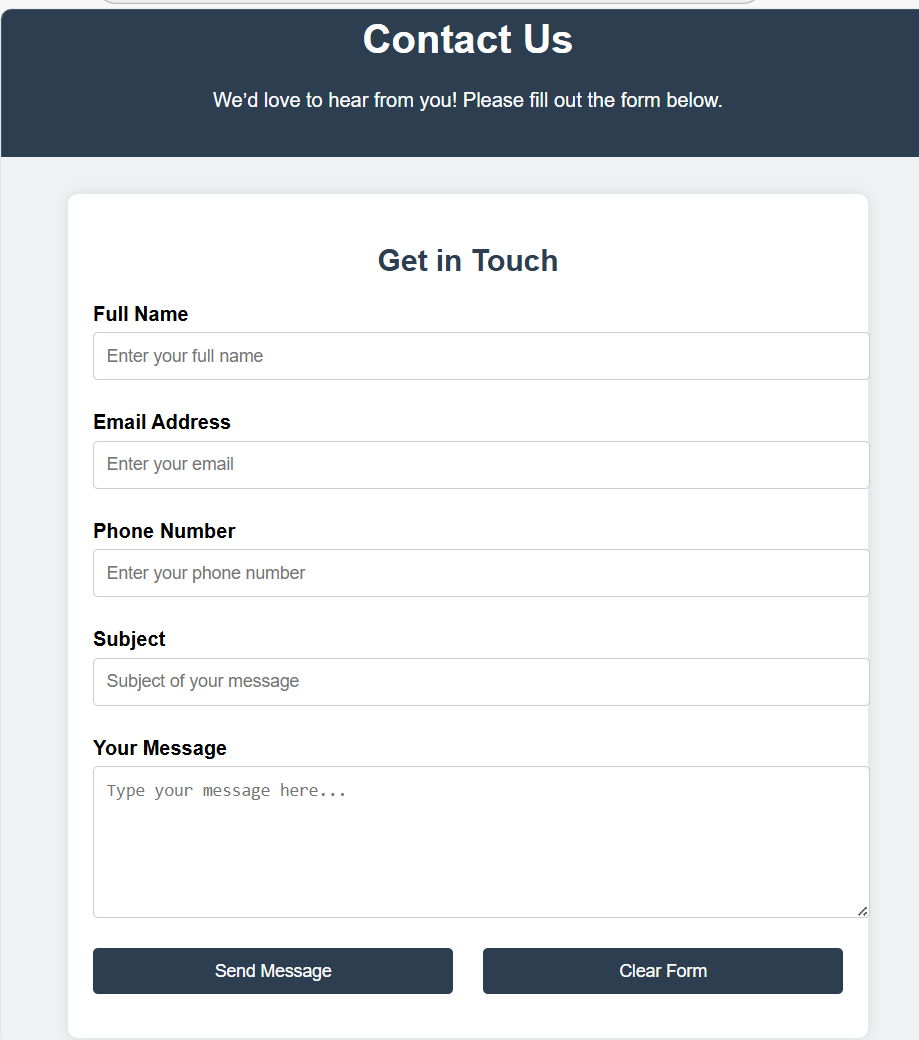 Contact Us
We’d love to hear from you! Please fill out the form below.
Get in Touch
Full Name
Enter your full name
Email Address
Enter your email
Phone Number
Enter your phone number
Subject
Subject of your message
Your Message
Type your message here...
Send Message
Clear Form